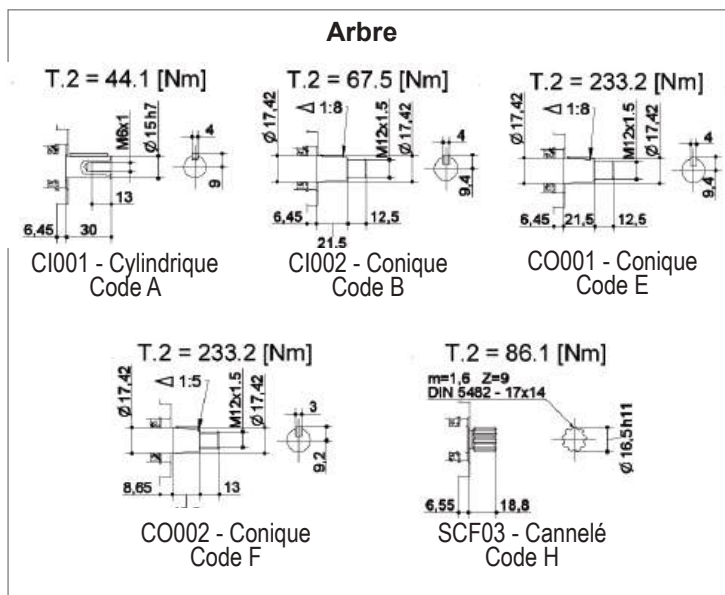 Arbre
T.2 = 44.1 [Nm]
M6x1
Ø 15 h7
4
9
13
6,45
30
CI001 - Cylindrique
Code A
T.2 = 67.5 [Nm]
Ø 17,42
1:8
M12x1.5
Ø 17,42
4
9,4
6,45
12,5
21,5
CI002 - Conique
Code B
T.2 = 233.2 [Nm]
Ø 17,42
1:8
M12x1.5
Ø 17,42
4
9,4
6,45
21,5
12,5
CO001 - Conique
Code E
T.2 = 233.2 [Nm]
Ø 17,42
1:5
M12x1.5
Ø 17,42
3
9,2
8,65
13
CO002 - Conique
Code F
T.2 = 86.1 [Nm]
m=1,6 Z=9
DIN 5482 - 17x14
Ø 16,5h11
6,55
18,8
SCF03 - Cannelé
Code H